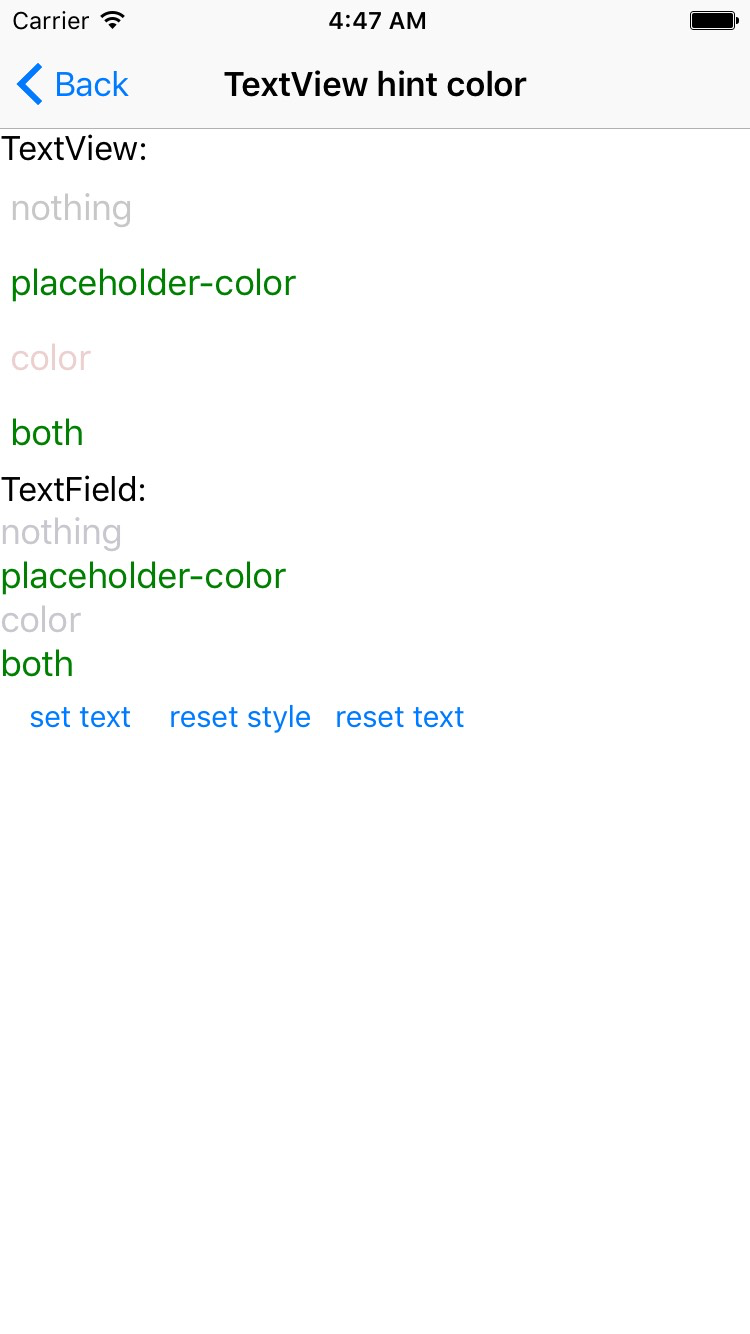 Carrier 4:47 AM
Back TextView hint color
TextView:
nothing
placeholder-color
color
both
TextField:
nothing
placeholder-color
color
both
set text reset style reset text